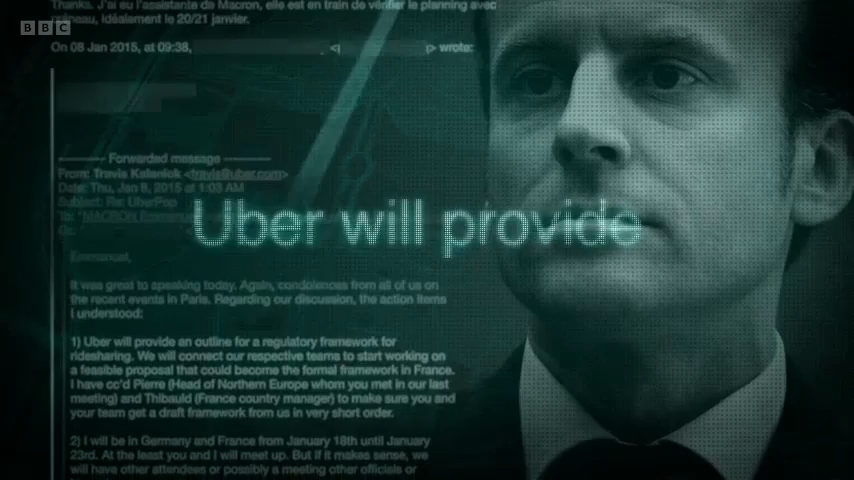 BBC
Thanks. J'ai eu l'assistante de Macron, elle est en train de vérifier le planning avec
créneau, idéalement le 20/21 janvier.
On 08 Jan 2015, at 09:38,
wrote:
Forwarded message
From: Travis Kalanick <travis@uber.com>
Date: Thu, Jan 8, 2015 at 1:03 AM
Subject: Re: UberPop
To: "MACRON Emmanuel
Uber will provide
Emmanuel,
It was great to speaking today. Again, condolences from all of us on
the recent events in Paris. Regarding our discussion, the action items
I understood:
1) Uber will provide an outline for a regulatory framework for
ridesharing. We will connect our respective teams to start working on
a feasible proposal that could become the formal framework in France.
I have cc'd Pierre (Head of Northern Europe whom you met in our last
meeting) and Thibauld (France country manager) to make sure you and
your team get a draft framework from us in very short order.
2) I will be in Germany and France from January 18th until January
23rd. At the least you and I will meet up. But if it makes sense, we
will have other attendees or possibly a meeting other officials or